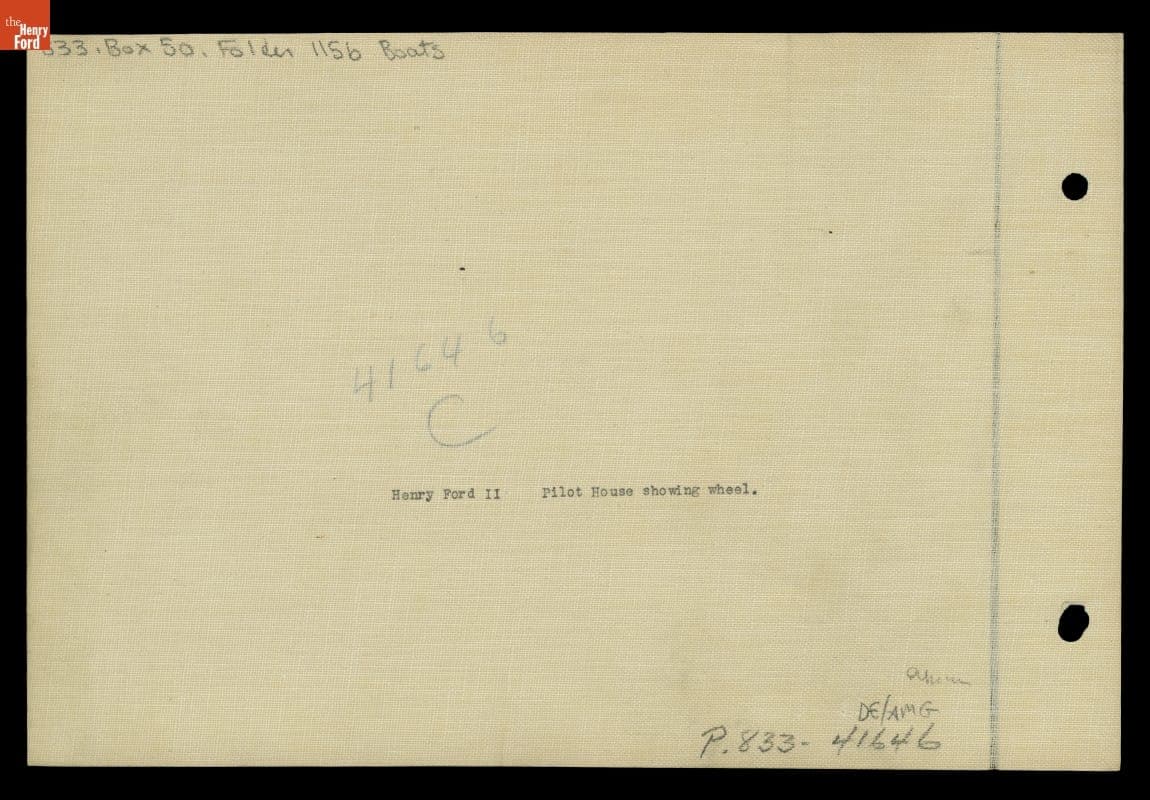 the
Henry
Ford
833. Box 50. Folder 1156 Boats
41646
C
Henry Ford II Pilot House showing wheel.
DE/AMG
P.833- 41646